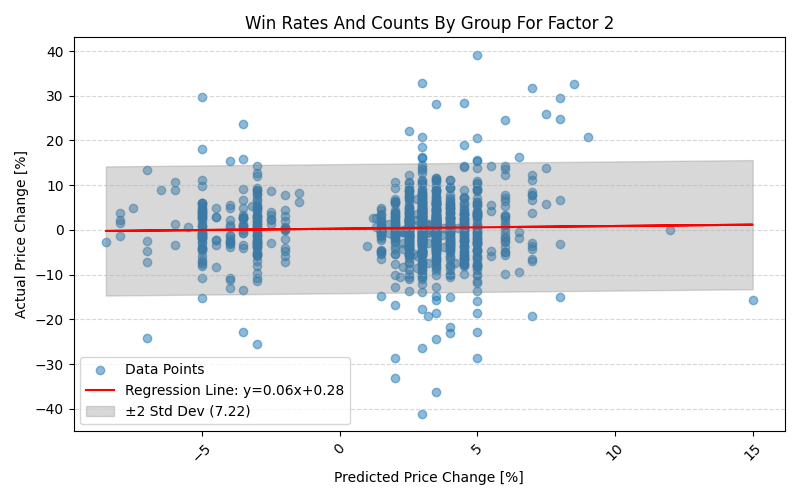 Win Rates And Counts By Group For Factor 2
Actual Price Change [%]
40
30
20
10
0
−10
−20
−30
−40
Data Points
Regression Line: y=0.06x+0.28
±2 Std Dev (7.22)
−5
0
5
10
15
Predicted Price Change [%]